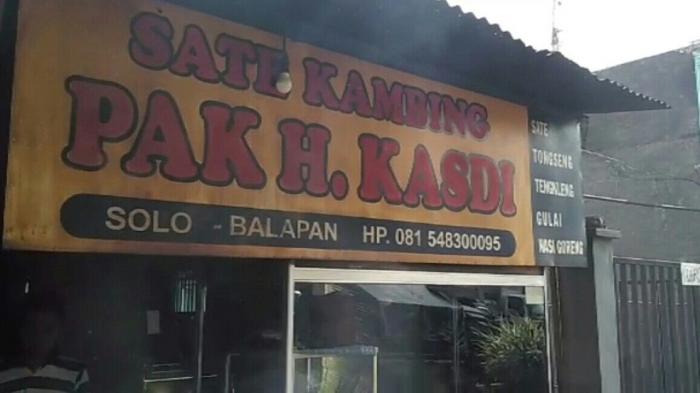 SATE KAMBING
PAK H. KASDI
SOLO - BALAPAN HP. 081 548300095
SATE
TONGSENG
TENGKLENG
GULAI
NASI GORENG